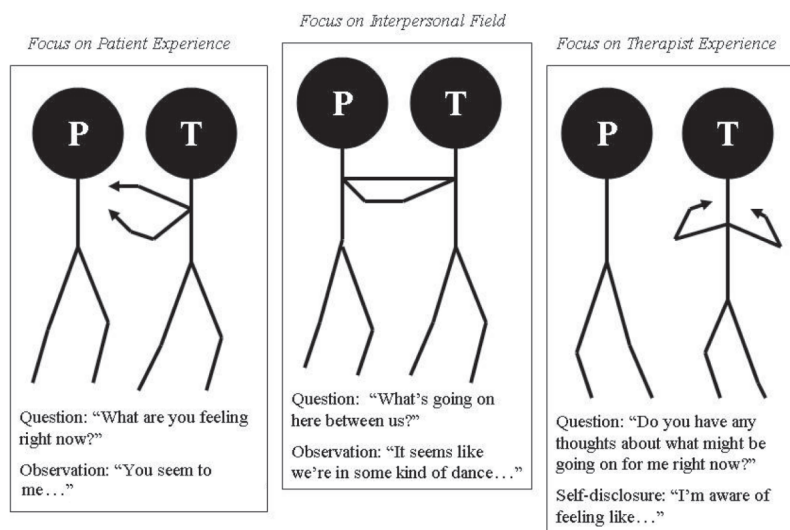 Focus on Patient Experience
P T
Question: “What are you feeling
right now?”
Observation: “You seem to
me…”
Focus on Interpersonal Field
P T
Question: “What’s going on
here between us?”
Observation: “It seems like
we’re in some kind of dance…”
Focus on Therapist Experience
P T
Question: “Do you have any
thoughts about what might be
going on for me right now?”
Self-disclosure: “I’m aware of
feeling like…”